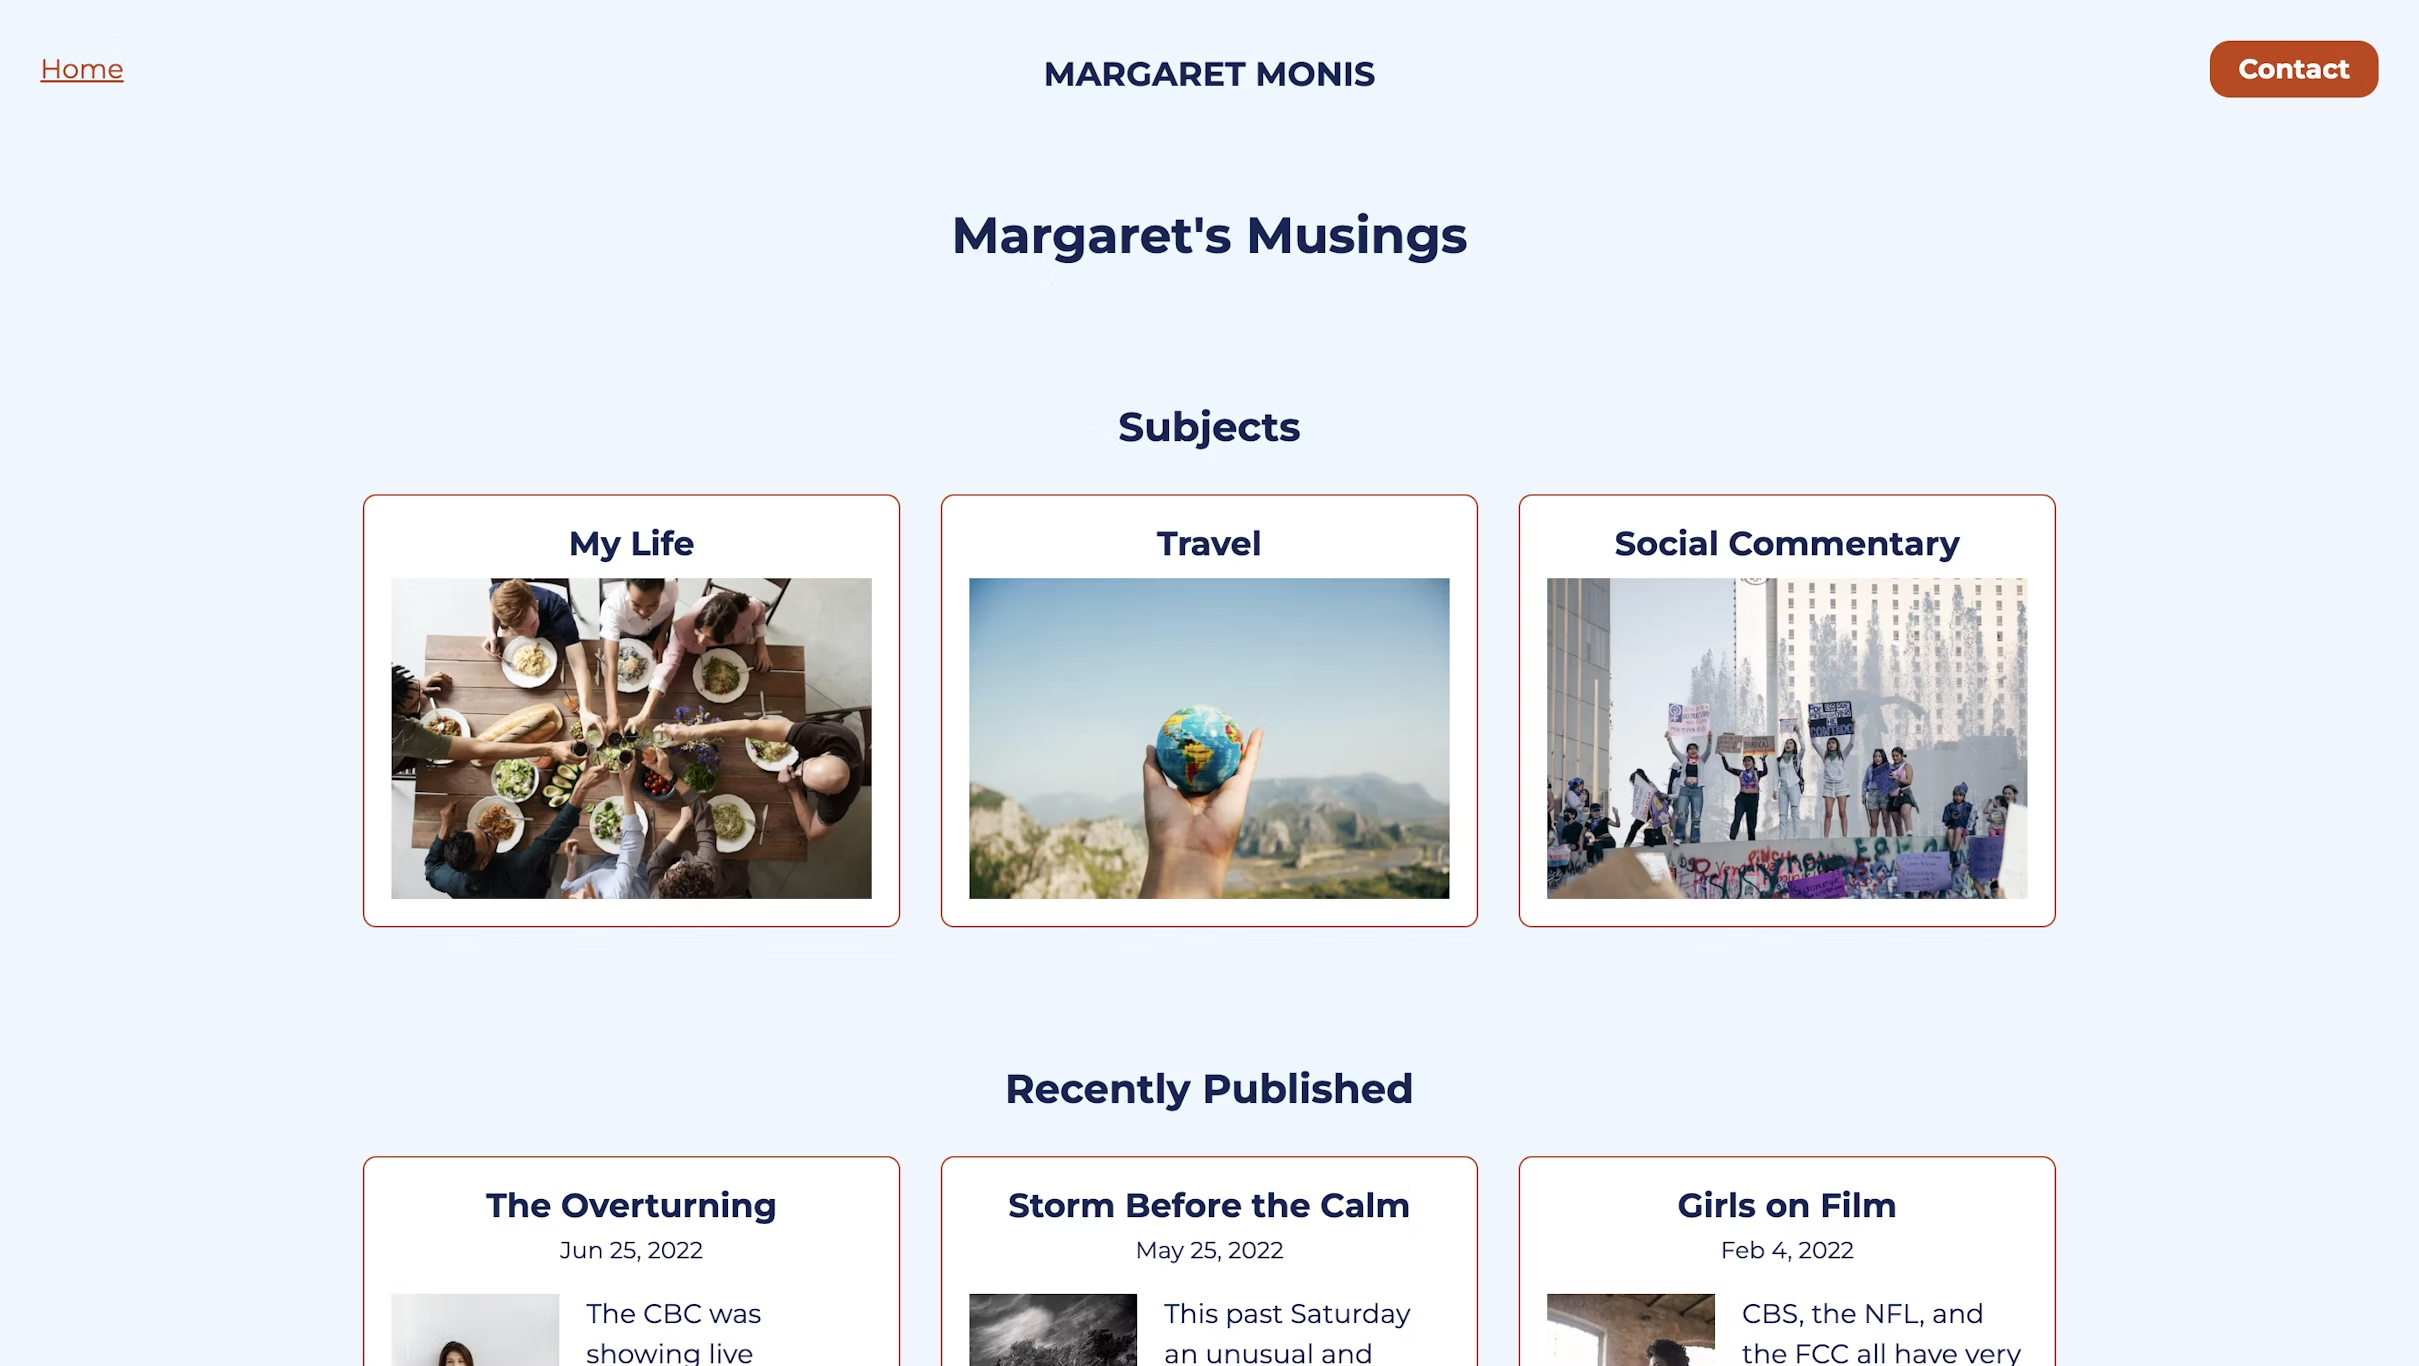 Home
MARGARET MONIS
Contact
Margaret's Musings
Subjects
My Life
Travel
Social Commentary
Recently Published
The Overturning
Jun 25, 2022
The CBC was
showing live
Storm Before the Calm
May 25, 2022
This past Saturday
an unusual and
Girls on Film
Feb 4, 2022
CBS, the NFL, and
the FCC all have very